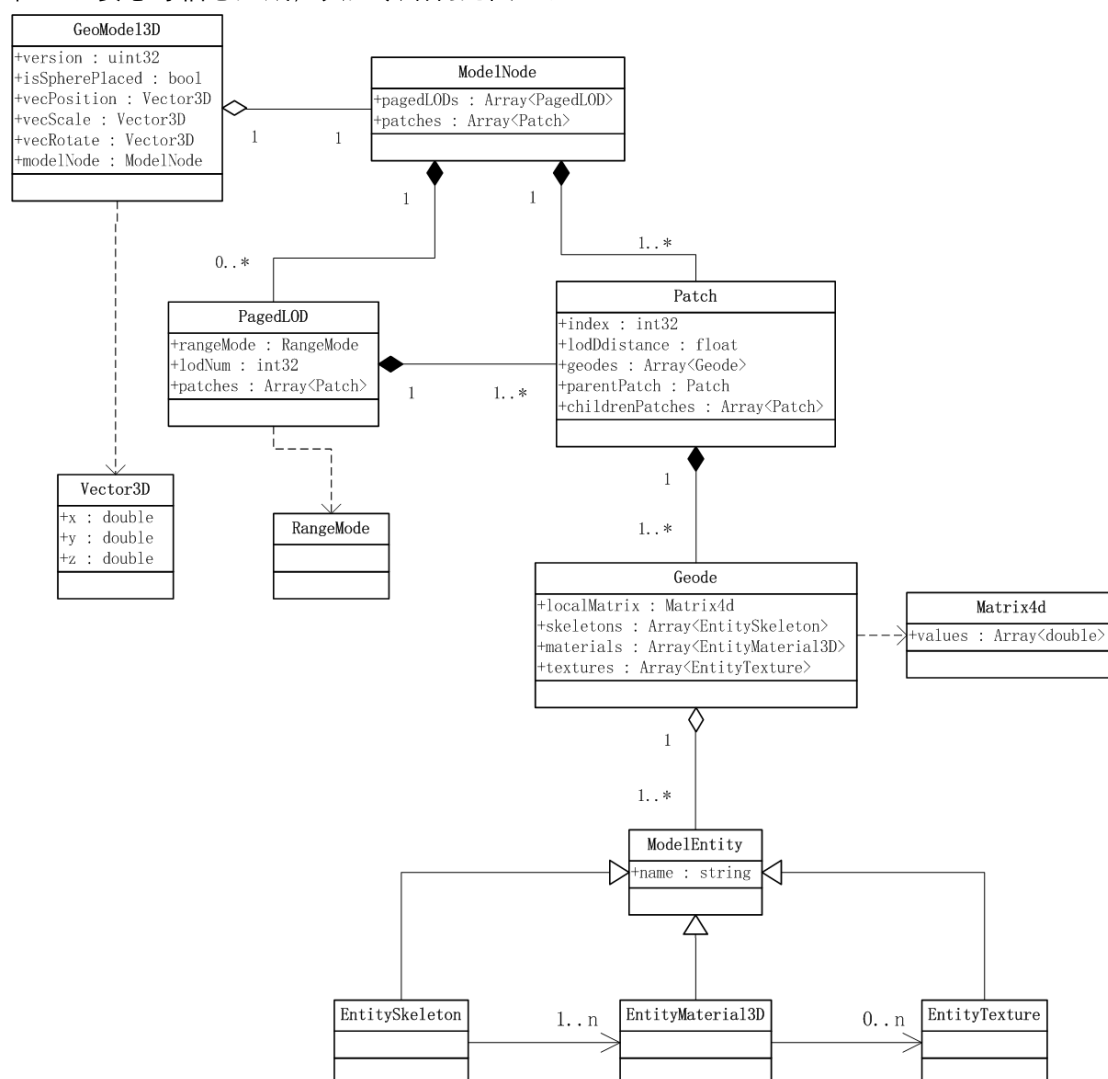 GeoModel3D
+version : uint32
+isSpherePlaced : bool
+vecPosition : Vector3D
+vecScale : Vector3D
+vecRotate : Vector3D
+modelNode : ModelNode
ModelNode
+pagedLODs : Array<PagedLOD>
+patches : Array<Patch>
1
1
1
1
0..*
1..*
PagedLOD
+rangeMode : RangeMode
+lodNum : int32
+patches : Array<Patch>
1
1..*
Patch
+index : int32
+lodDdistance : float
+geodes : Array<Geode>
+parentPatch : Patch
+childrenPatches : Array<Patch>
1
1..*
Vector3D
+x : double
+y : double
+z : double
RangeMode
Geode
+localMatrix : Matrix4d
+skeletons : Array<EntitySkeleton>
+materials : Array<EntityMaterial3D>
+textures : Array<EntityTexture>
Matrix4d
+values : Array<double>
1
1..*
ModelEntity
+name : string
EntitySkeleton
1..n
EntityMaterial3D
0..n
EntityTexture